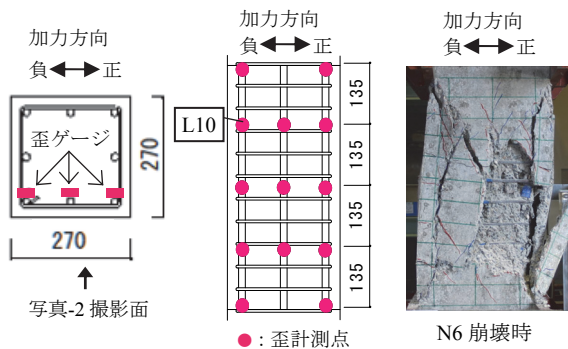 加力方向
負 正
歪ゲージ
270
270
写真-2 撮影面
加力方向
負 正
L10
135
135
135
135
●：歪計測点
加力方向
負 正
N6 崩壊時